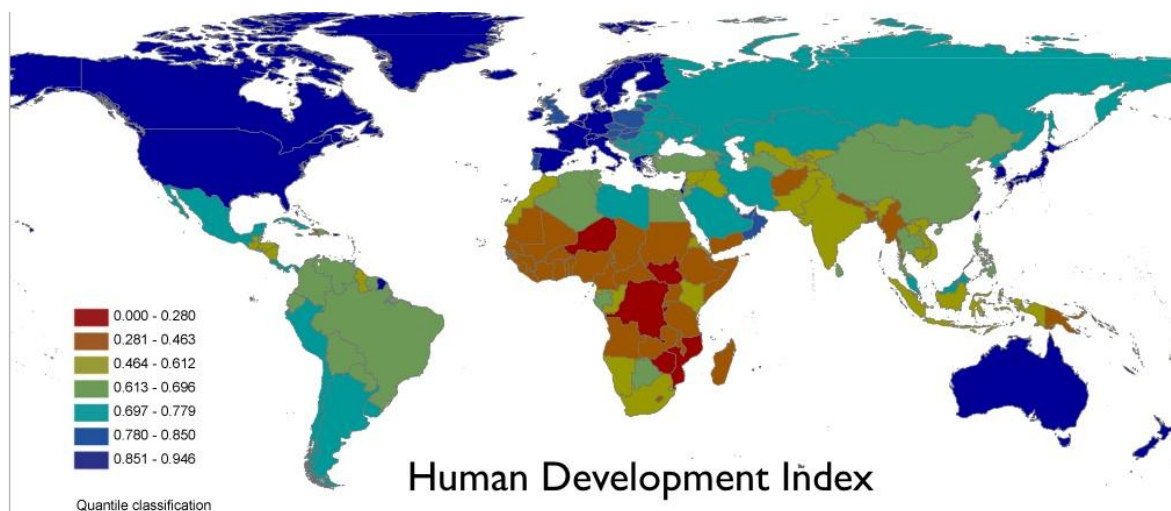 0.000 - 0.280
0.281 - 0.463
0.464 - 0.612
0.613 - 0.696
0.697 - 0.779
0.780 - 0.850
0.851 - 0.946
Human Development Index
Quantile classification